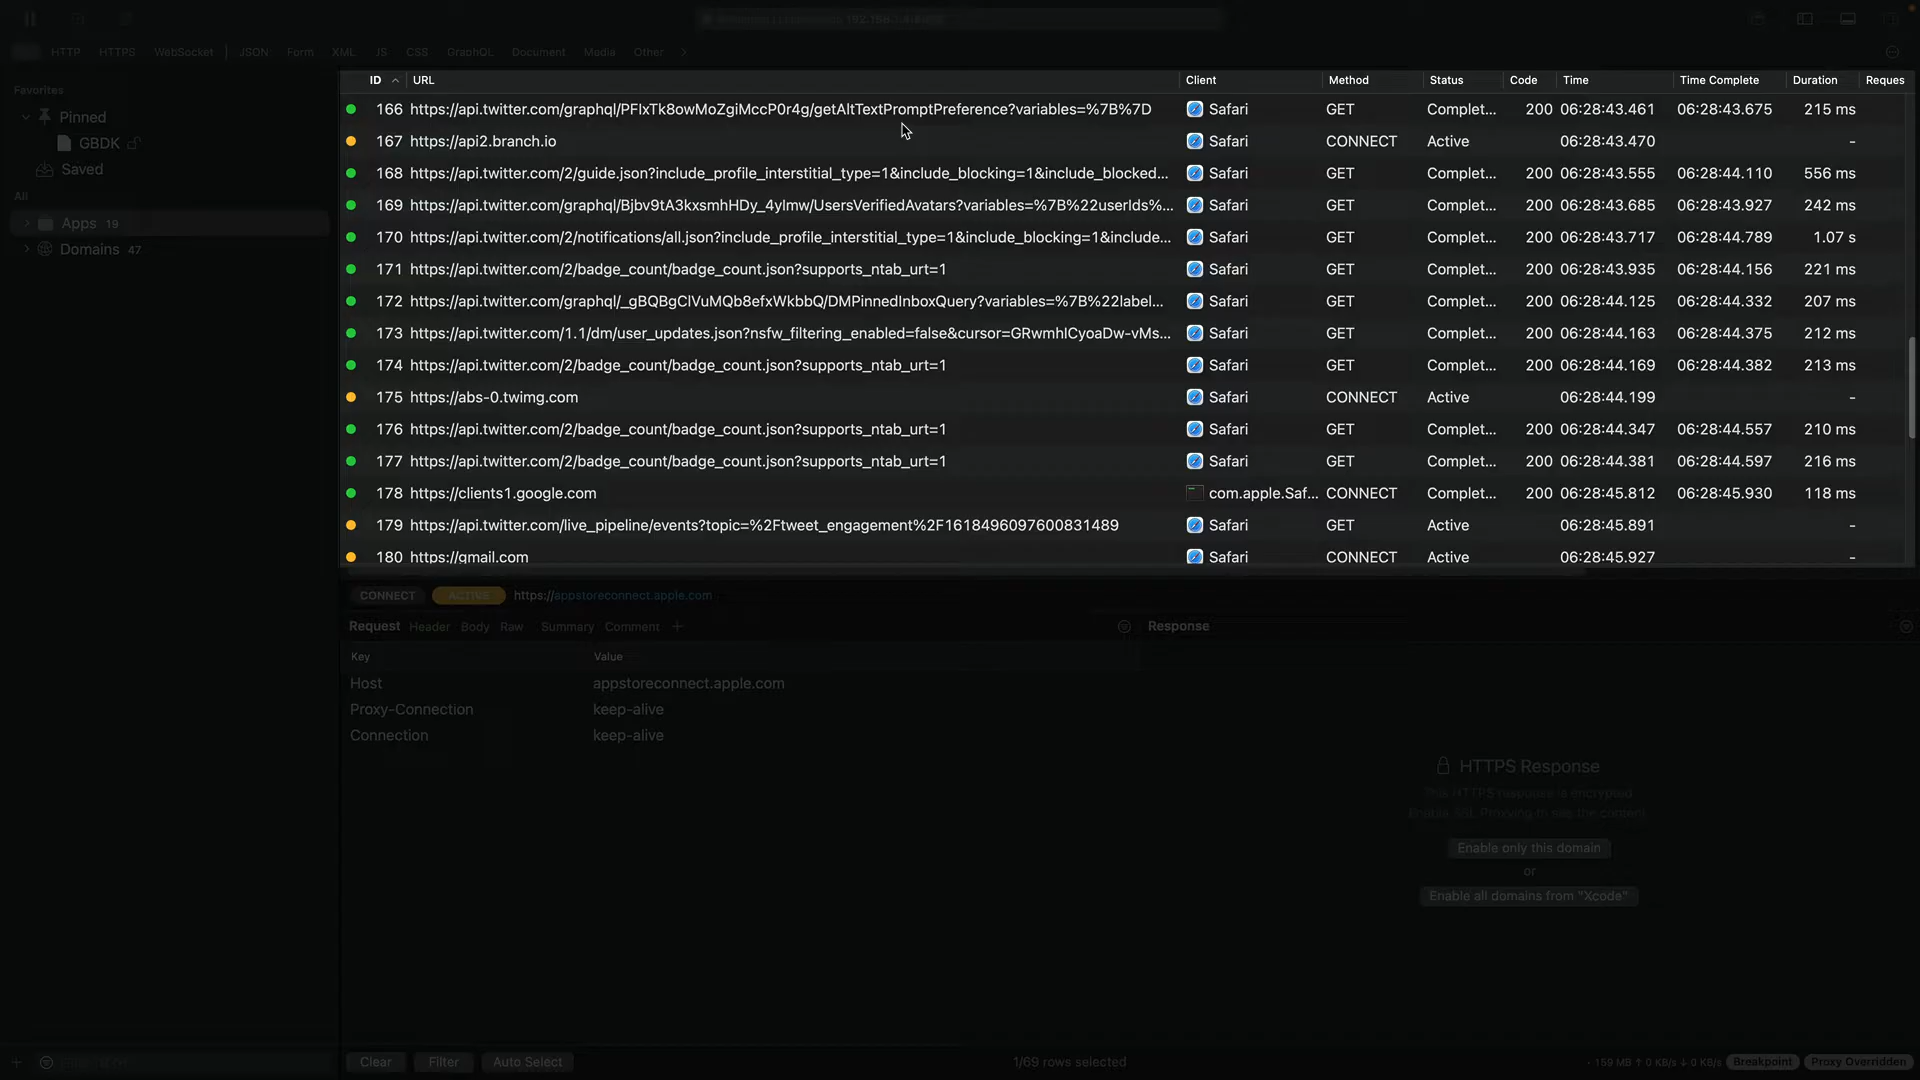 HTTP HTTPS WebSocket JSON Form XML JS CSS GraphQL Document Media Other
Favorites
Pinned
GBDK
Saved
All
Apps 19
Domains 47
ID URL Client Method Status Code Time Time Complete Duration Reques
166 https://api.twitter.com/graphql/PFIxTk8owMoZgiMccP0r4g/getAltTextPromptPreference?variables=%7B%7D Safari GET Complet... 200 06:28:43.461 06:28:43.675 215 ms
167 https://api2.branch.io Safari CONNECT Active 06:28:43.470 -
168 https://api.twitter.com/2/guide.json?include_profile_interstitial_type=1&include_blocking=1&include_blocked... Safari GET Complet... 200 06:28:43.555 06:28:44.110 556 ms
169 https://api.twitter.com/graphql/Bjbv9tA3kxsmhHDy_4ylmw/UsersVerifiedAvatars?variables=%7B%22userIds%... Safari GET Complet... 200 06:28:43.685 06:28:43.927 242 ms
170 https://api.twitter.com/2/notifications/all.json?include_profile_interstitial_type=1&include_blocking=1&include... Safari GET Complet... 200 06:28:43.717 06:28:44.789 1.07 s
171 https://api.twitter.com/2/badge_count/badge_count.json?supports_ntab_urt=1 Safari GET Complet... 200 06:28:43.935 06:28:44.156 221 ms
172 https://api.twitter.com/graphql/_gBQBgClVuMQb8efxWkbbQ/DMPinnedInboxQuery?variables=%7B%22label... Safari GET Complet... 200 06:28:44.125 06:28:44.332 207 ms
173 https://api.twitter.com/1.1/dm/user_updates.json?nsfw_filtering_enabled=false&cursor=GRwmhlCyoaDw-vMs... Safari GET Complet... 200 06:28:44.163 06:28:44.375 212 ms
174 https://api.twitter.com/2/badge_count/badge_count.json?supports_ntab_urt=1 Safari GET Complet... 200 06:28:44.169 06:28:44.382 213 ms
175 https://abs-0.twimg.com Safari CONNECT Active 06:28:44.199 -
176 https://api.twitter.com/2/badge_count/badge_count.json?supports_ntab_urt=1 Safari GET Complet... 200 06:28:44.347 06:28:44.557 210 ms
177 https://api.twitter.com/2/badge_count/badge_count.json?supports_ntab_urt=1 Safari GET Complet... 200 06:28:44.381 06:28:44.597 216 ms
178 https://clients1.google.com com.apple.Saf... CONNECT Complet... 200 06:28:45.812 06:28:45.930 118 ms
179 https://api.twitter.com/live_pipeline/events?topic=%2Ftweet_engagement%2F1618496097600831489 Safari GET Active 06:28:45.891 -
180 https://gmail.com Safari CONNECT Active 06:28:45.927 -
CONNECT ACTIVE https://appstoreconnect.apple.com
Request Header Body Raw Summary Comment + Response
Key Value
Host appstoreconnect.apple.com
Proxy-Connection keep-alive
Connection keep-alive
HTTPS Response
This HTTPS response is encrypted.
Enable SSL Proxying to see the content.
Enable only this domain
or
Enable all domains from "Xcode"
Clear Filter Auto Select 1/69 rows selected · 159 MB ↑ 0 KB/s ↓ 0 KB/s Breakpoint Proxy Overridden